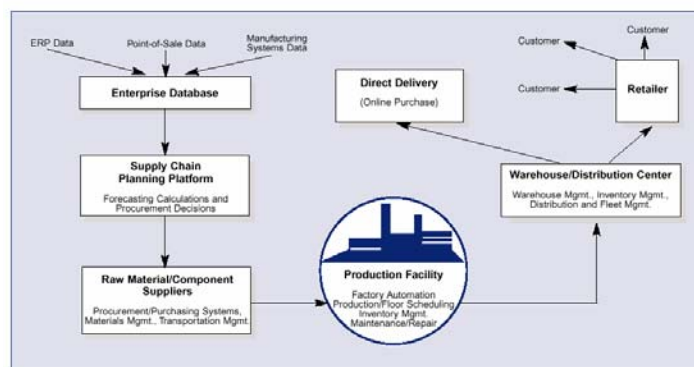 ERP Data
Point-of-Sale Data
Manufacturing
Systems Data
Enterprise Database
Supply Chain
Planning Platform
Forecasting Calculations and
Procurement Decisions
Raw Material/Component
Suppliers
Procurement/Purchasing Systems,
Materials Mgmt., Transportation Mgmt.
Production Facility
Factory Automation
Production/Floor Scheduling
Inventory Mgmt.
Maintenance/Repair
Direct Delivery
(Online Purchase)
Customer
Customer
Customer
Retailer
Warehouse/Distribution Center
Warehouse Mgmt., Inventory Mgmt.,
Distribution and Fleet Mgmt.